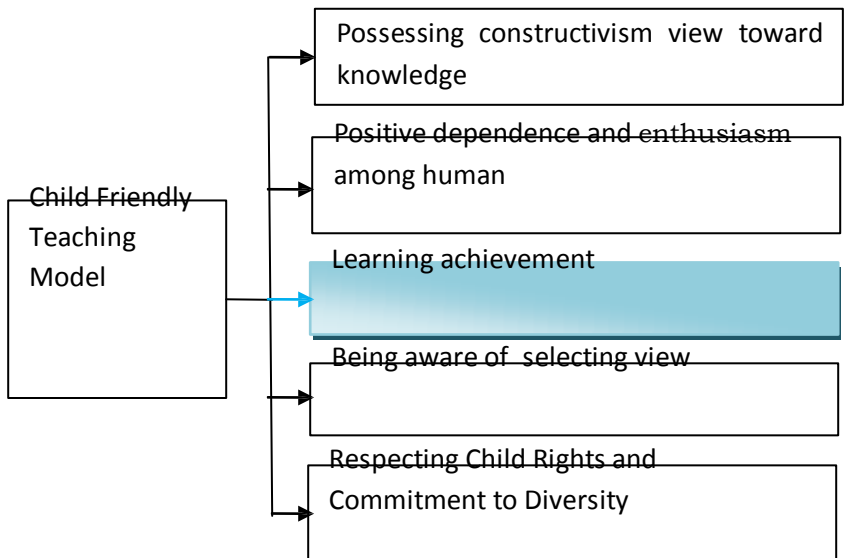 Possessing constructivism view toward
knowledge
Positive dependence and enthusiasm
among human
Child Friendly
Teaching
Model
Learning achievement
Being aware of selecting view
Respecting Child Rights and
Commitment to Diversity